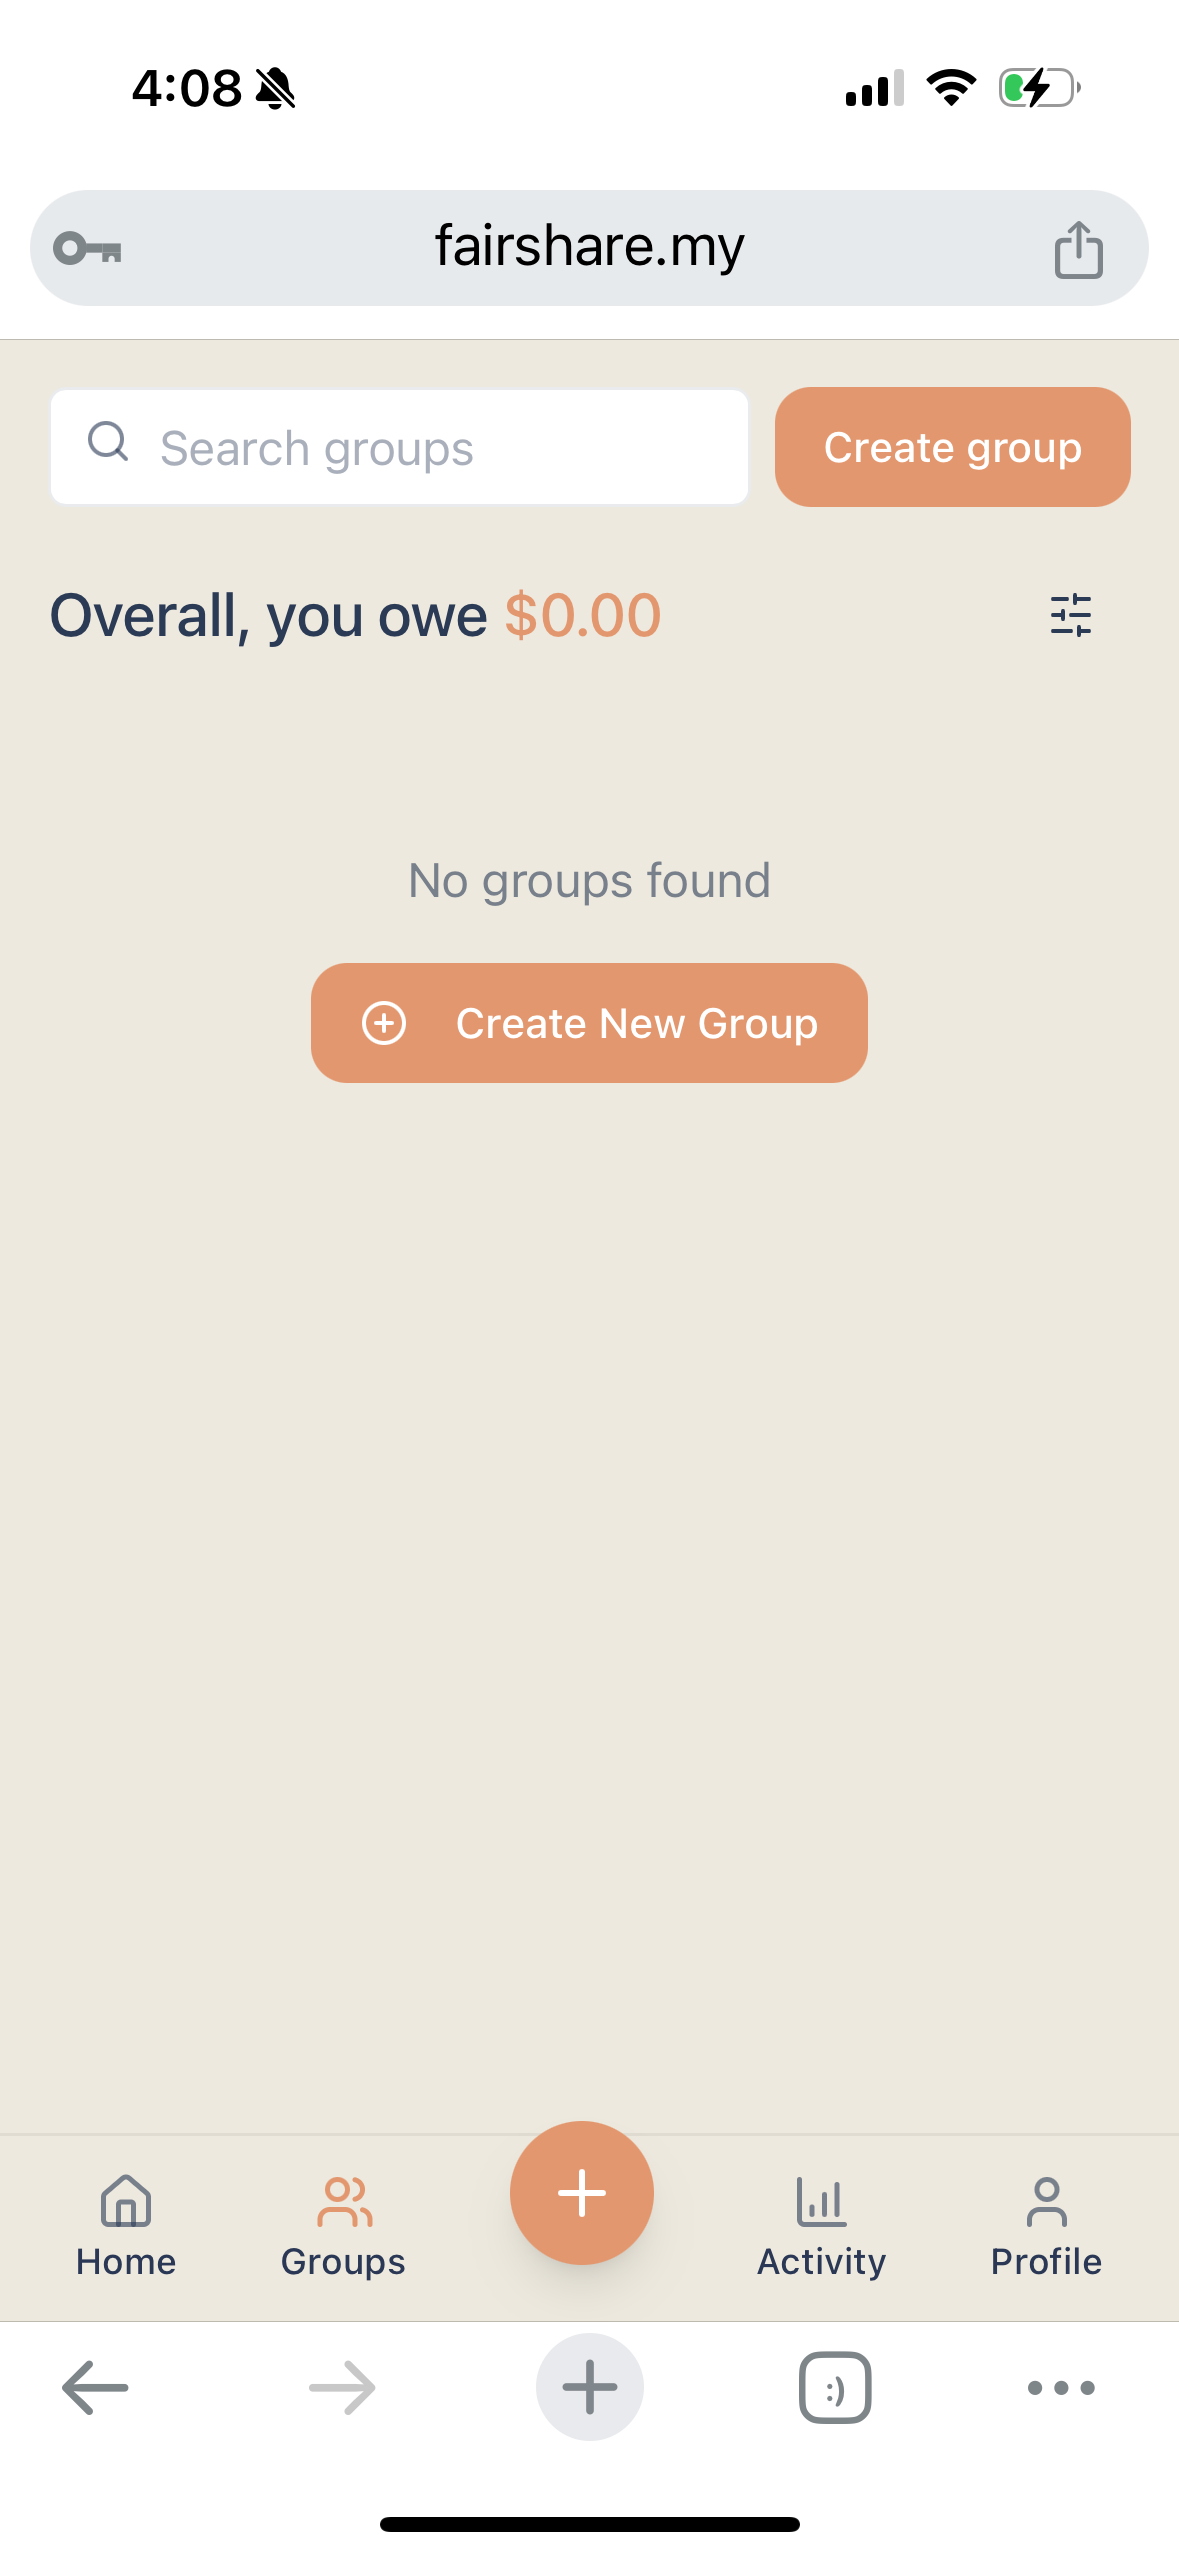 4:08
fairshare.my
Search groups
Create group
Overall, you owe $0.00
No groups found
Create New Group
Home
Groups
Activity
Profile
:)